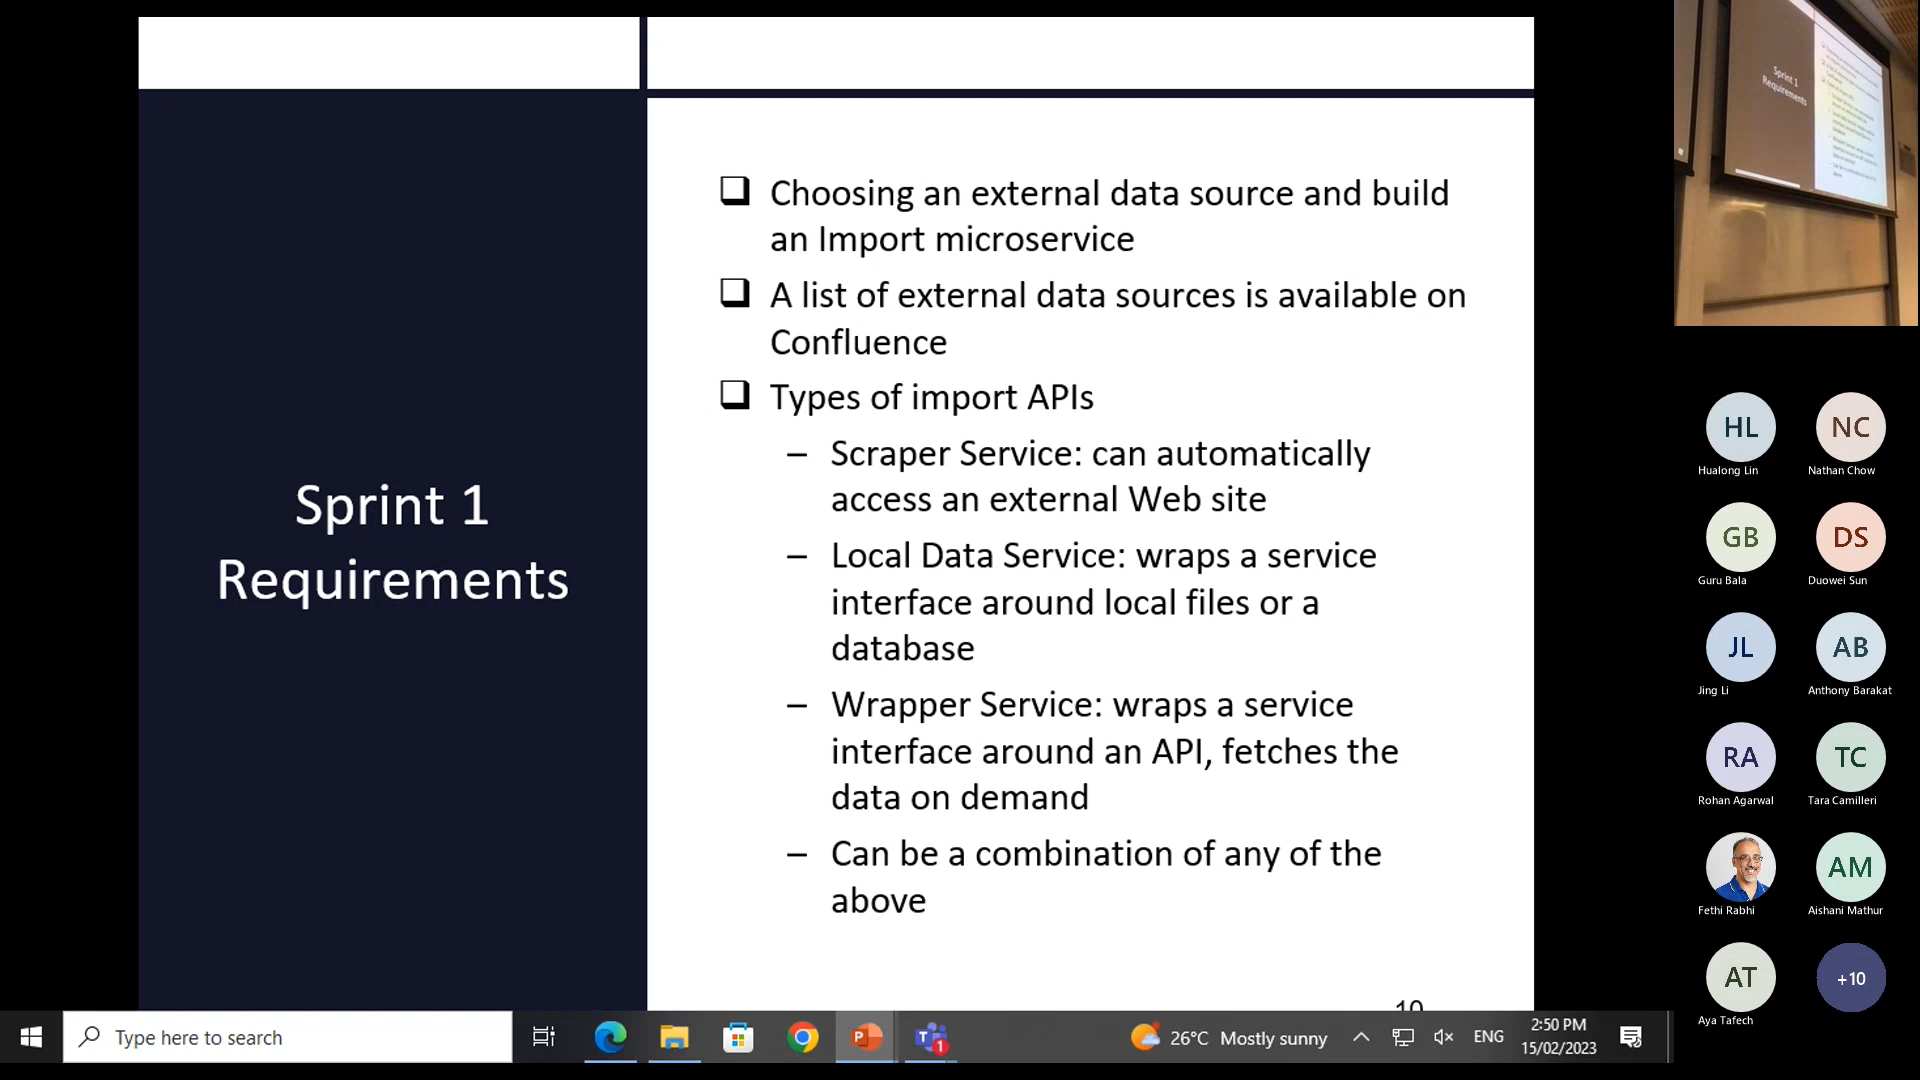 Sprint 1
Requirements
Choosing an external data source and build
an Import microservice
A list of external data sources is available on
Confluence
Types of import APIs
– Scraper Service: can automatically
access an external Web site
– Local Data Service: wraps a service
interface around local files or a
database
– Wrapper Service: wraps a service
interface around an API, fetches the
data on demand
– Can be a combination of any of the
above
10
Sprint 1
Requirements
HL
Hualong Lin
NC
Nathan Chow
GB
Guru Bala
DS
Duowei Sun
JL
Jing Li
AB
Anthony Barakat
RA
Rohan Agarwal
TC
Tara Camilleri
Fethi Rabhi
AM
Aishani Mathur
AT
Aya Tafech
+10
Type here to search
1
26°C Mostly sunny
ENG
2:50 PM
15/02/2023